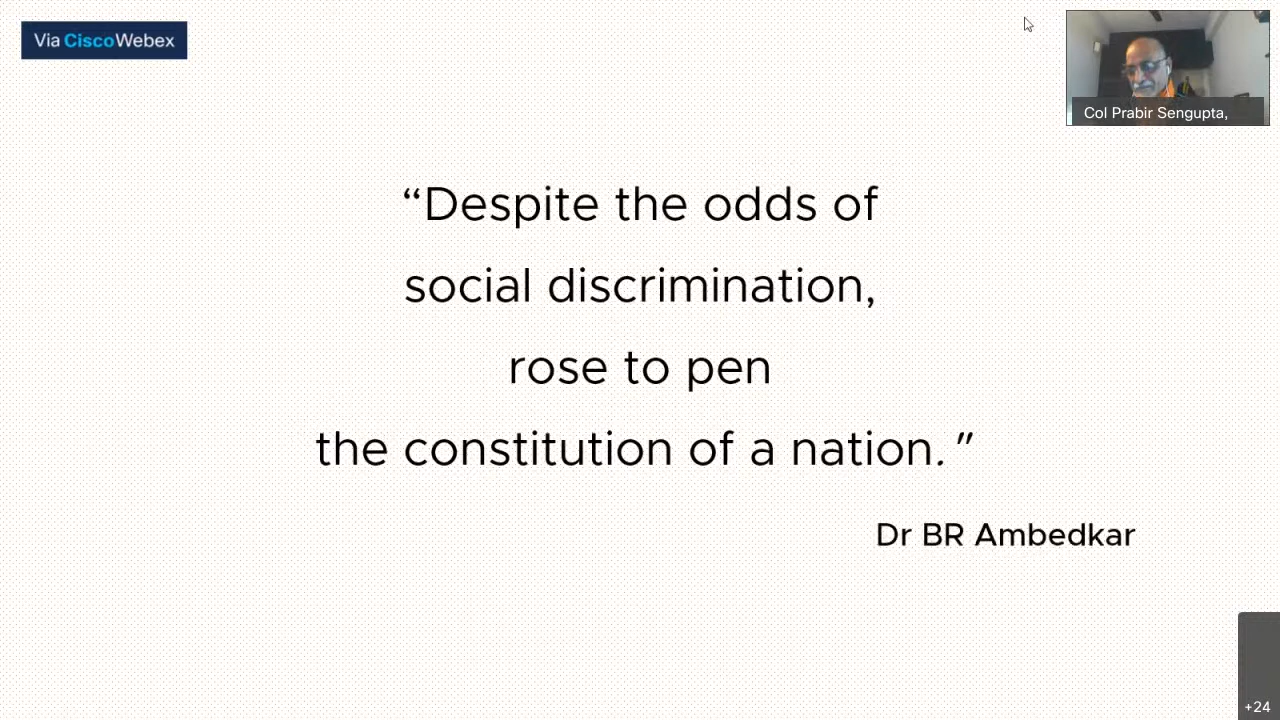 Via CiscoWebex
Col Prabir Sengupta,
“Despite the odds of
social discrimination,
rose to pen
the constitution of a nation.”
Dr BR Ambedkar
+24